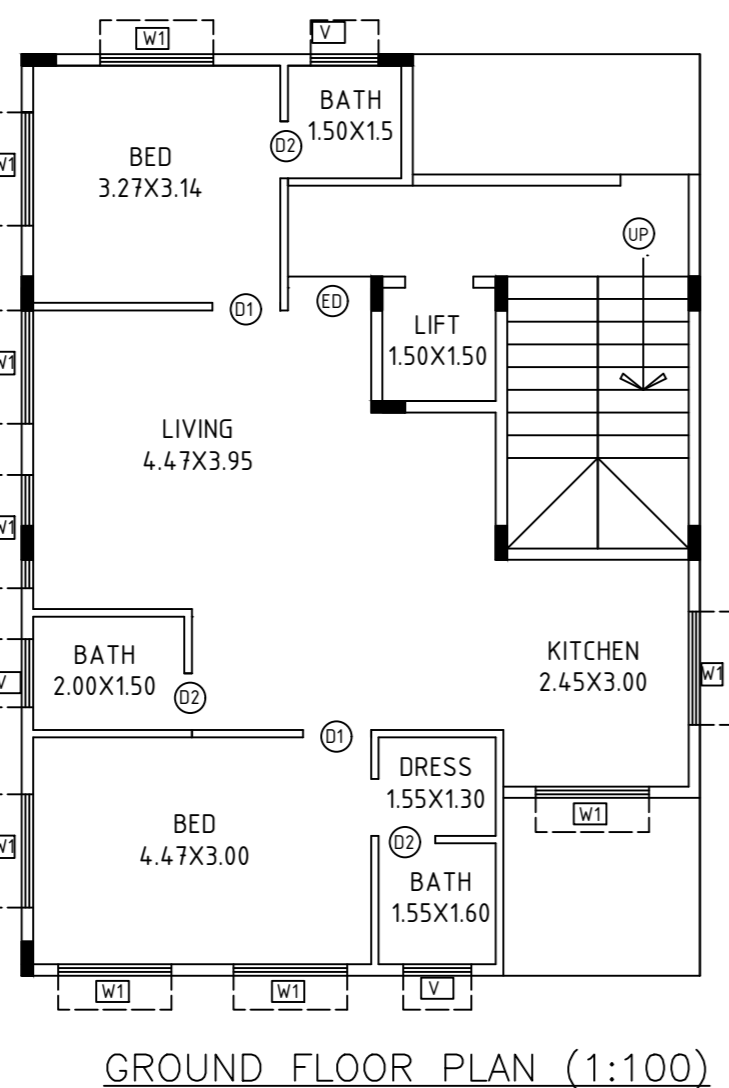 W1
V
BATH
1.50X1.5
D2
W1
BED
3.27X3.14
UP
ED
D1
LIFT
1.50X1.50
W1
LIVING
4.47X3.95
W1
BATH
2.00X1.50
KITCHEN
2.45X3.00
W1
V
D2
D1
DRESS
1.55X1.30
W1
BED
4.47X3.00
W1
D2
BATH
1.55X1.60
W1
W1
V
GROUND FLOOR PLAN (1:100)